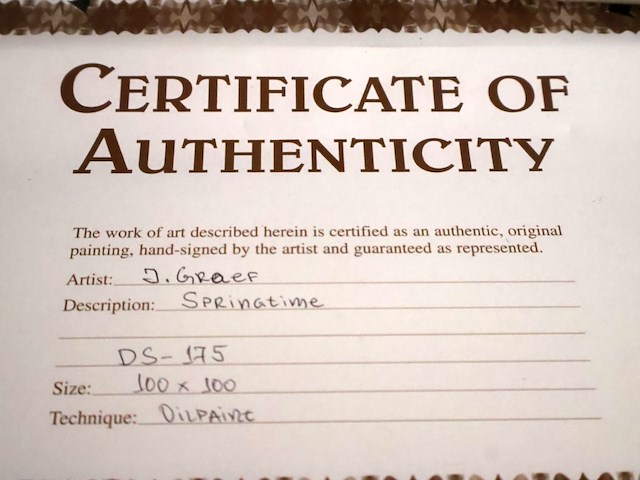 CERTIFICATE OF
AUTHENTICITY
The work of art described herein is certified as an authentic, original
painting, hand-signed by the artist and guaranteed as represented.
Artist: J. Graef
Description: Springtime
DS-175
Size: 100 x 100
Technique: Oilpaint